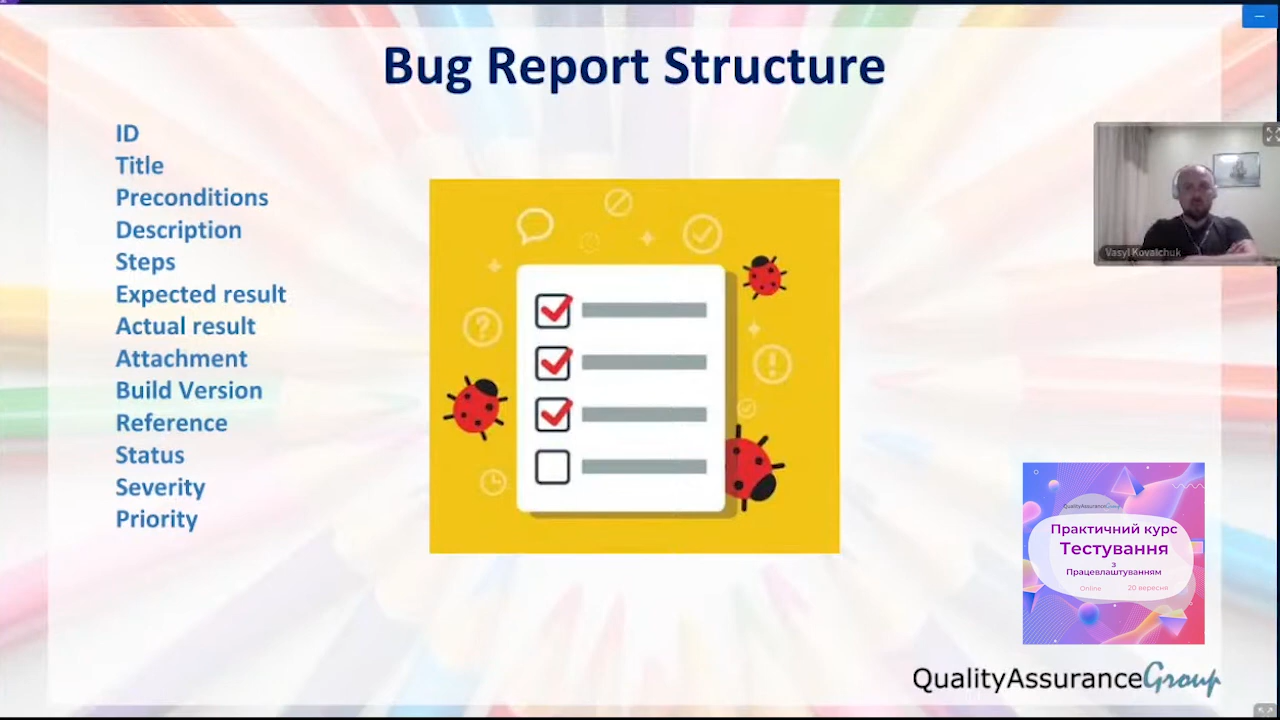 Bug Report Structure
ID
Title
Preconditions
Description
Steps
Expected result
Actual result
Attachment
Build Version
Reference
Status
Severity
Priority
Vasyl Kovalchuk
QualityAssuranceGroup
Практичний курс
Тестування
з
Працевлаштуванням
Online 20 вересня
QualityAssuranceGroup